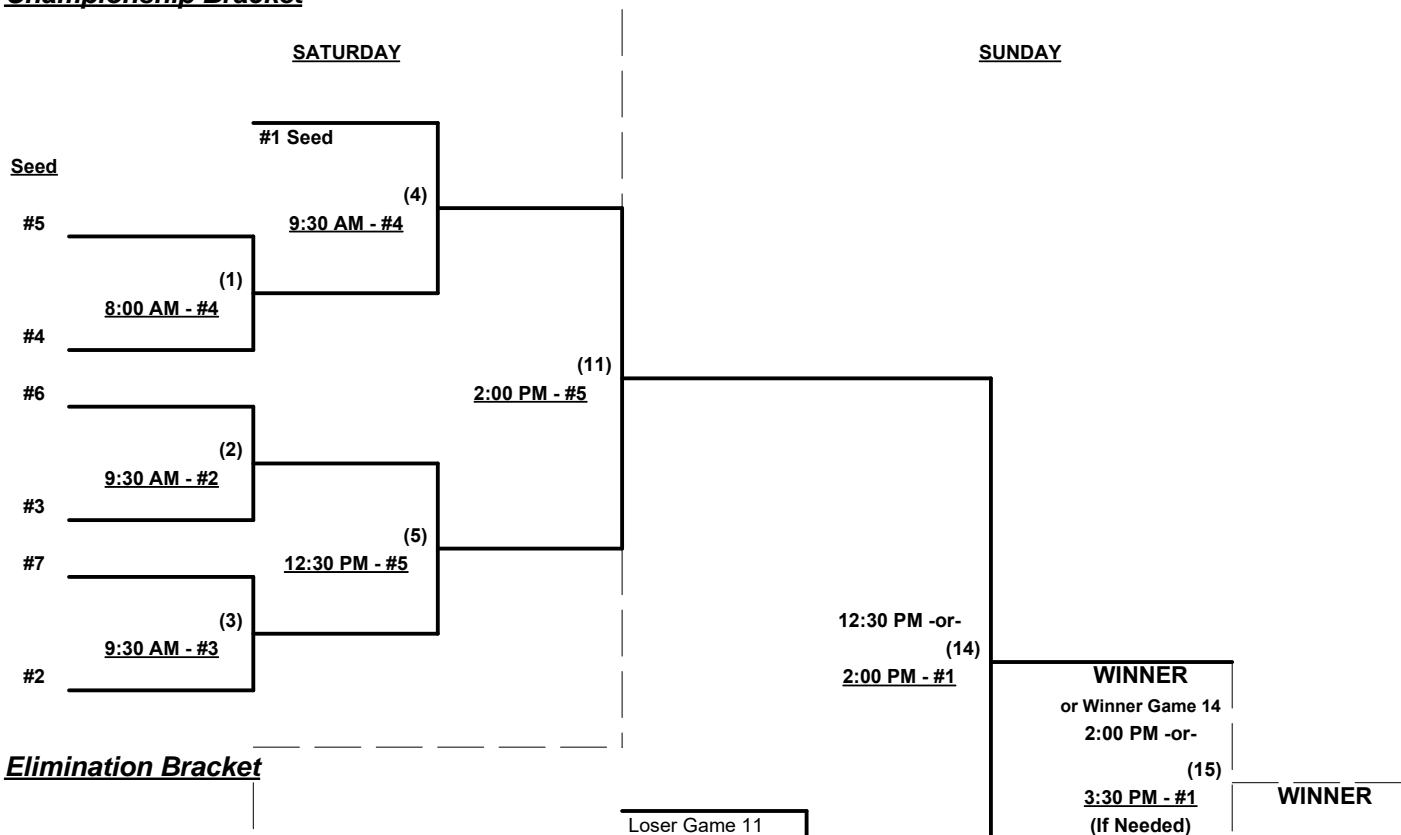 Championship Bracket
SATURDAY
SUNDAY
#1 Seed
Seed
(4)
#5
9:30 AM - #4
(1)
8:00 AM - #4
#4
(11)
#6
2:00 PM - #5
(2)
9:30 AM - #2
#3
(5)
#7
12:30 PM - #5
(3)
12:30 PM -or-
9:30 AM - #3
(14)
#2
2:00 PM - #1
WINNER
or Winner Game 14
2:00 PM -or-
Elimination Bracket
(15)
3:30 PM - #1
WINNER
Loser Game 11
(If Needed)